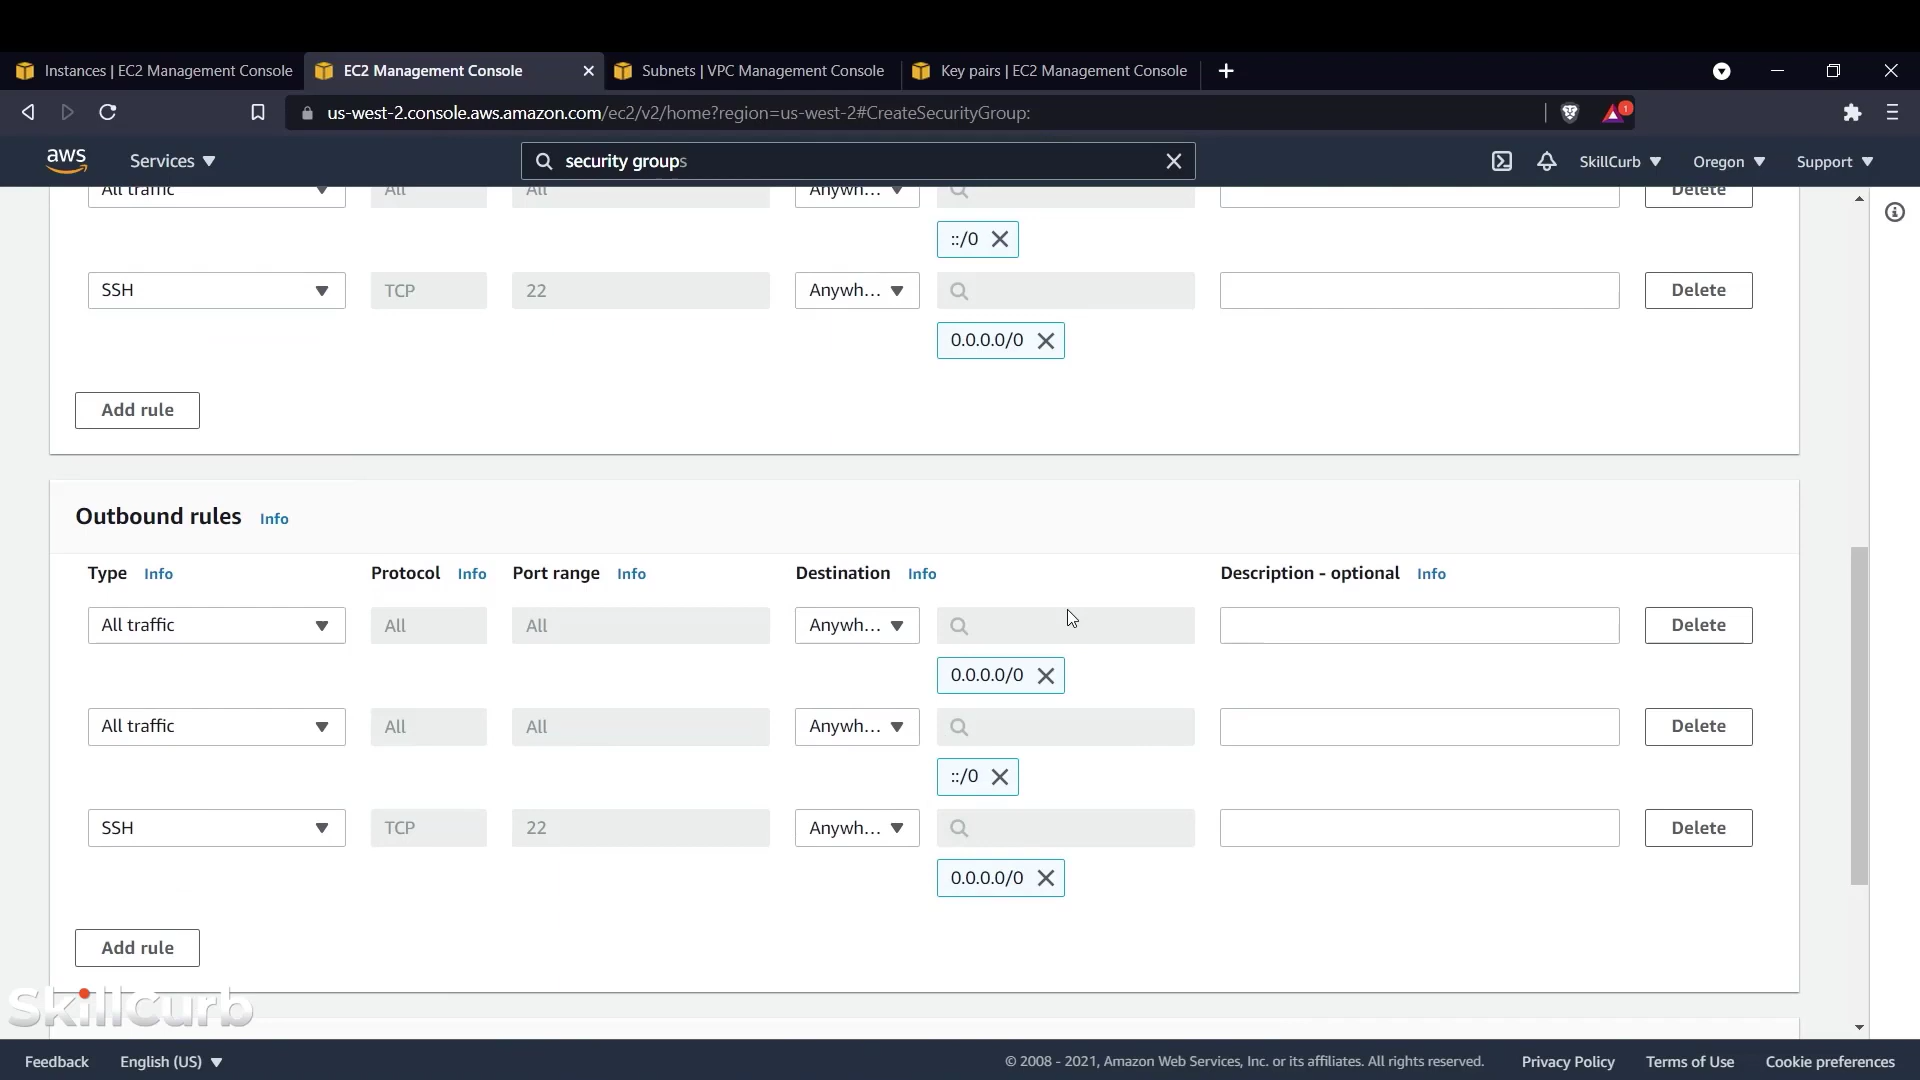 Instances | EC2 Management Console
EC2 Management Console
Subnets | VPC Management Console
Key pairs | EC2 Management Console
us-west-2.console.aws.amazon.com/ec2/v2/home?region=us-west-2#CreateSecurityGroup:
1
aws
Services
security groups
SkillCurb
Oregon
Support
All traffic
All
All
Anywh...
Delete
::/0
SSH
TCP
22
Anywh...
Delete
0.0.0.0/0
Add rule
Outbound rules Info
Type Info
Protocol Info
Port range Info
Destination Info
Description - optional Info
All traffic
All
All
Anywh...
Delete
0.0.0.0/0
All traffic
All
All
Anywh...
Delete
::/0
SSH
TCP
22
Anywh...
Delete
0.0.0.0/0
Add rule
SkillCurb
Feedback
English (US)
© 2008 - 2021, Amazon Web Services, Inc. or its affiliates. All rights reserved.
Privacy Policy
Terms of Use
Cookie preferences